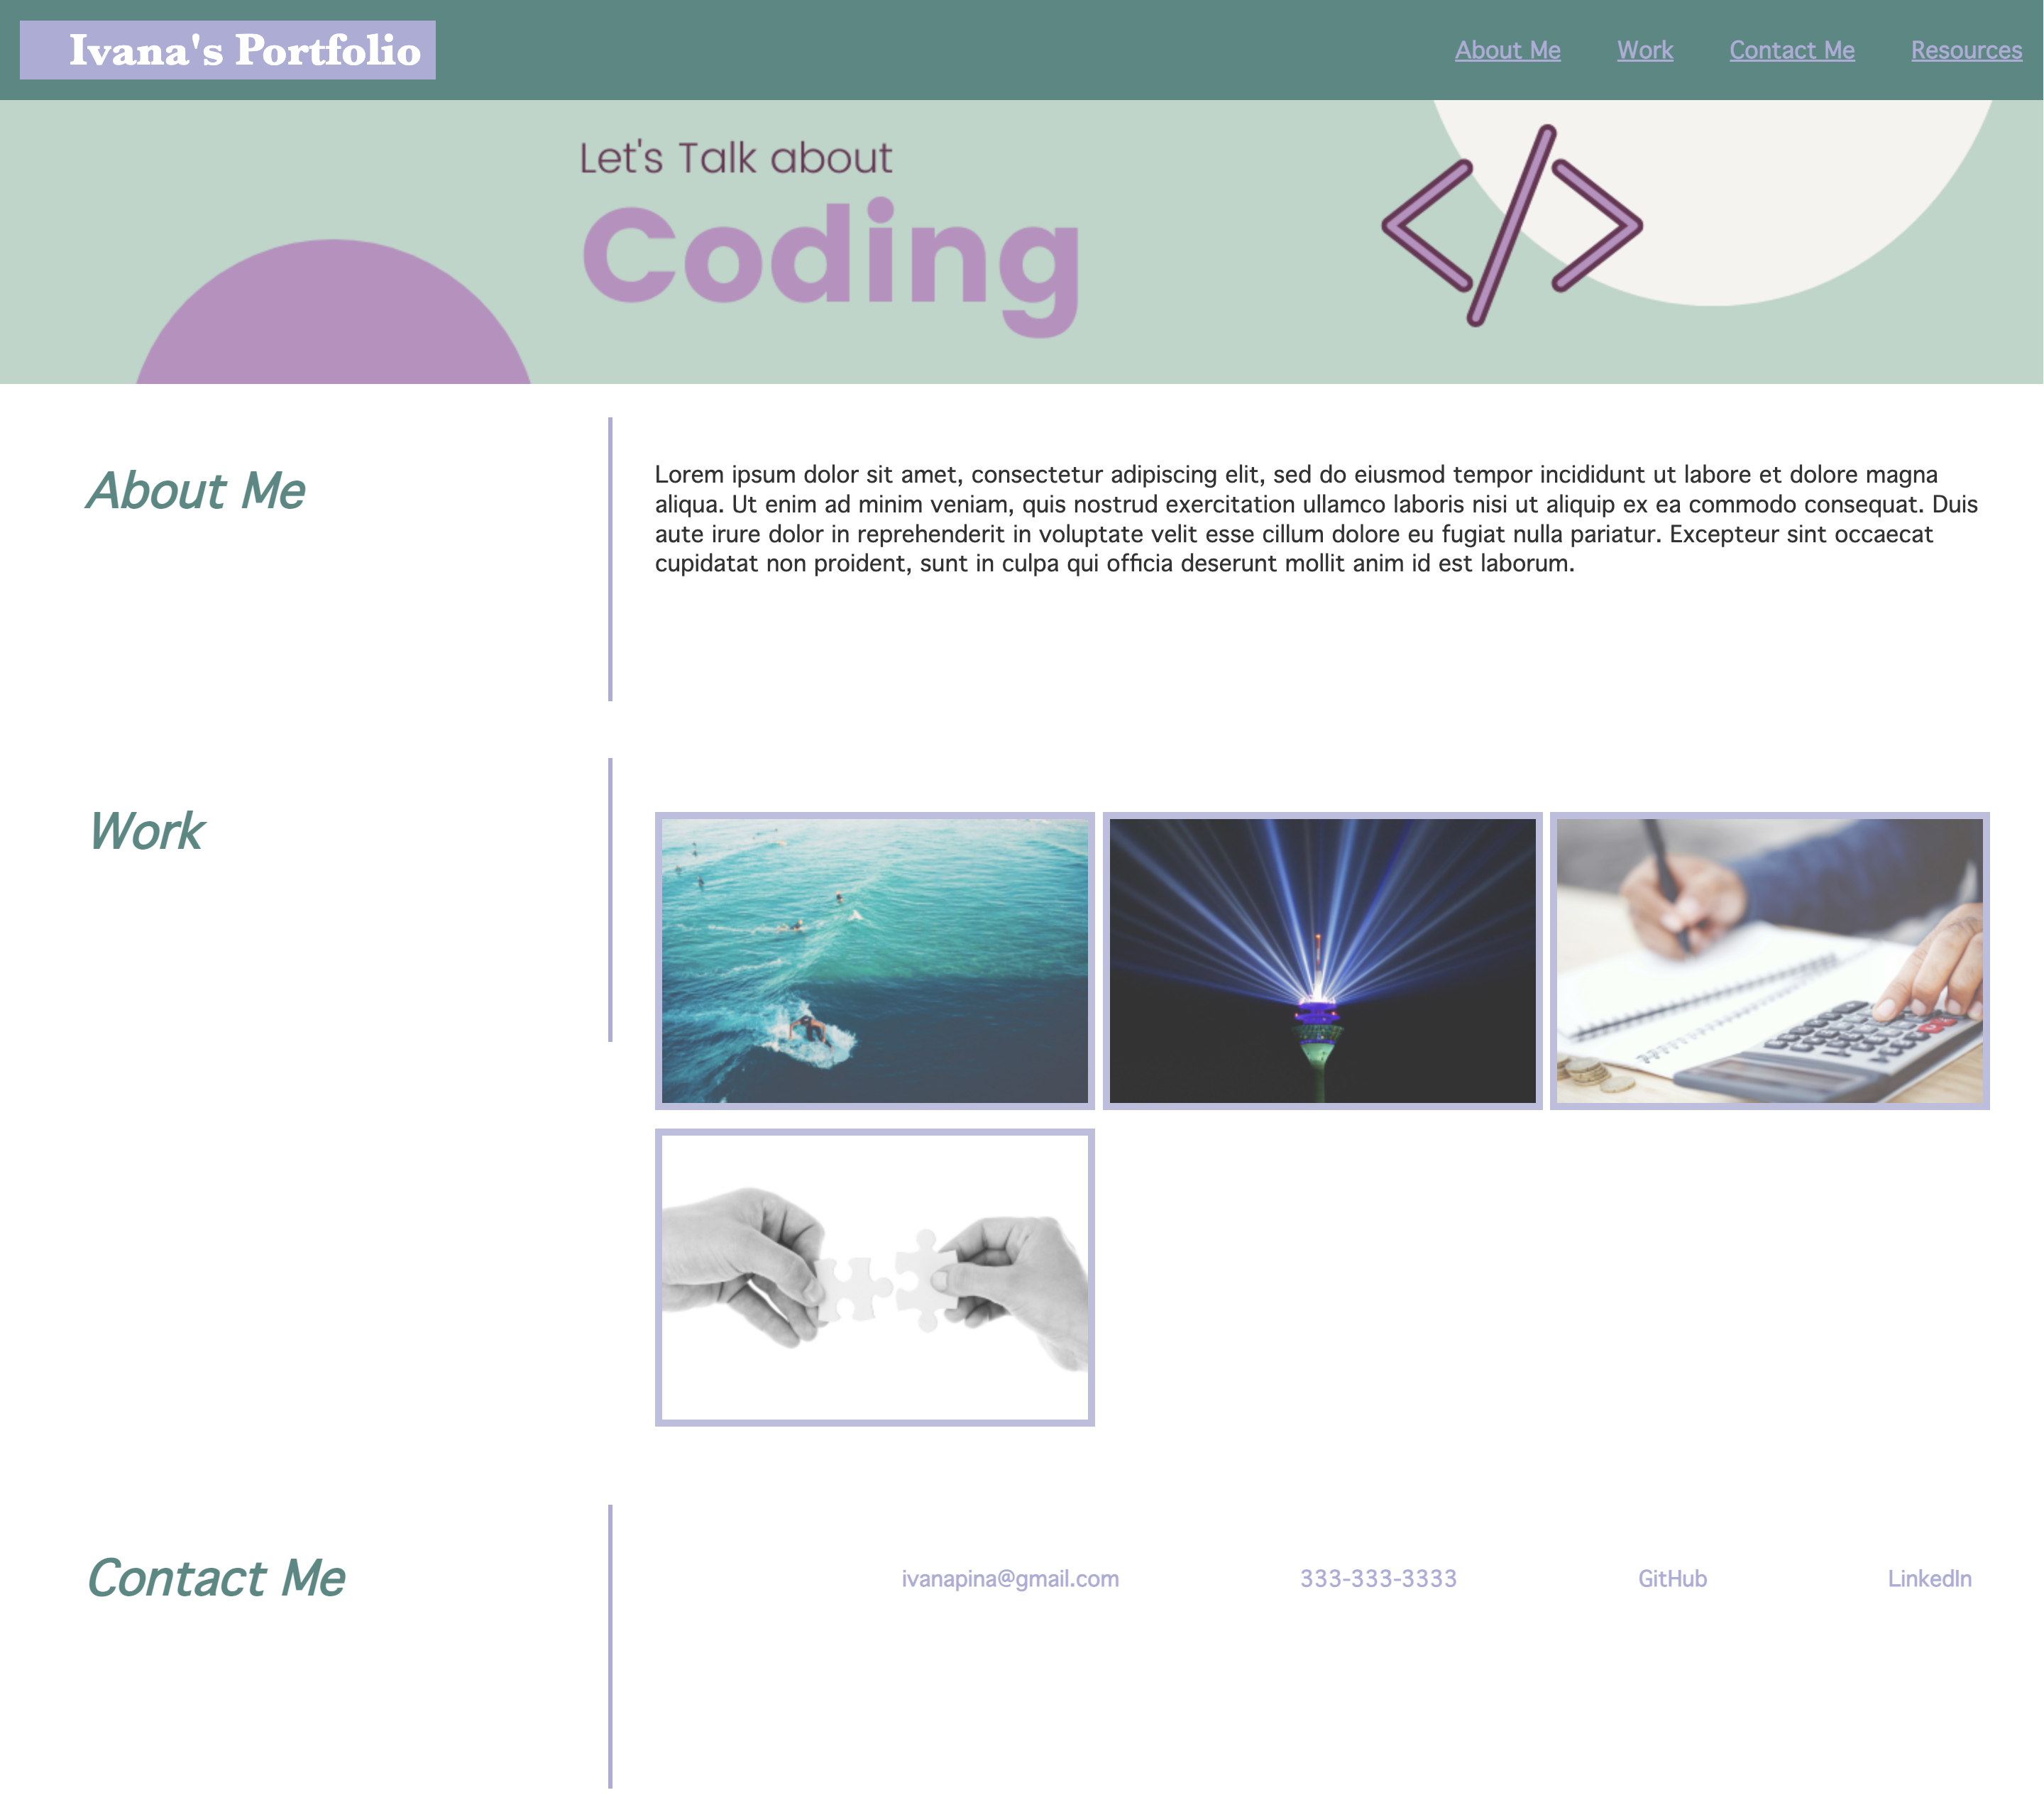 Ivana's Portfolio
About Me Work Contact Me Resources
Let's Talk about
Coding
</>
About Me
Lorem ipsum dolor sit amet, consectetur adipiscing elit, sed do eiusmod tempor incididunt ut labore et dolore magna
aliqua. Ut enim ad minim veniam, quis nostrud exercitation ullamco laboris nisi ut aliquip ex ea commodo consequat. Duis
aute irure dolor in reprehenderit in voluptate velit esse cillum dolore eu fugiat nulla pariatur. Excepteur sint occaecat
cupidatat non proident, sunt in culpa qui officia deserunt mollit anim id est laborum.
Work
Contact Me
ivanapina@gmail.com 333-333-3333 GitHub LinkedIn